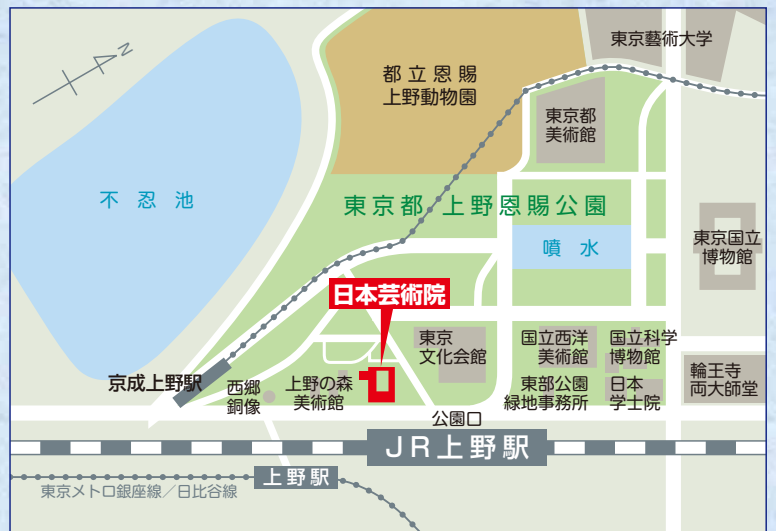 N
東京藝術大学
都立恩賜
上野動物園
東京都
美術館
不忍池
東京都 上野恩賜公園
噴水
東京国立
博物館
日本芸術院
東京
文化会館
国立西洋
美術館
国立科学
博物館
京成上野駅
西郷
銅像
上野の森
美術館
東部公園
緑地事務所
日本
学士院
輪王寺
両大師堂
公園口
JR上野駅
上野駅
東京メトロ銀座線／日比谷線